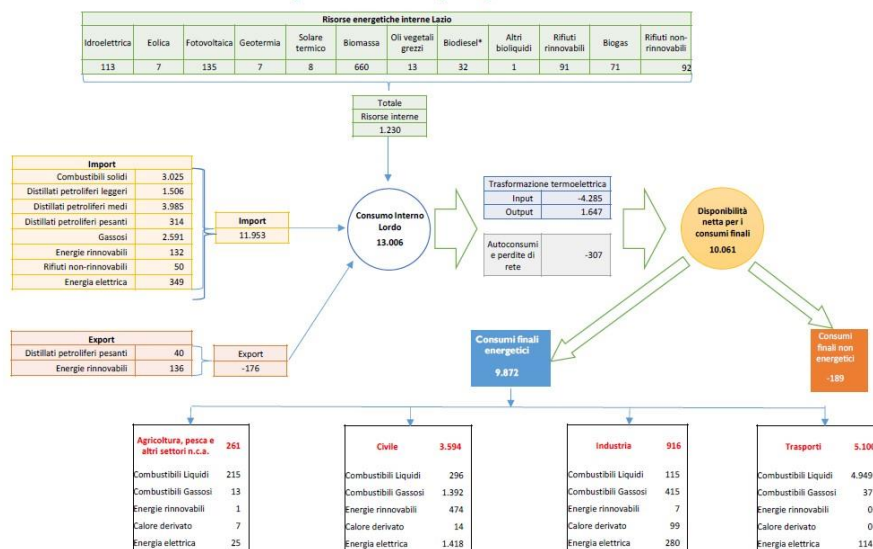 Risorse energetiche interne Lazio
Idroelettrica Eolica Fotovoltaica Geotermia Solare termico Biomassa Oli vegetali grezzi Biodiesel* Altri bioliquidi Rifiuti rinnovabili Biogas Rifiuti non-rinnovabili
113 7 135 7 8 660 13 32 1 91 71 92
Totale
Risorse interne
1.230
Import
Combustibili solidi 3.025
Distillati petroliferi leggeri 1.506
Distillati petroliferi medi 3.985
Distillati petroliferi pesanti 314
Gassosi 2.591
Energie rinnovabili 132
Rifiuti non-rinnovabili 50
Energia elettrica 349
Import
11.953
Consumo Interno
Lordo
13.006
Trasformazione termoelettrica
Input -4.285
Output 1.647
Autoconsumi
e perdite di
rete
-307
Disponibilità
netta per i
consumi finali
10.061
Export
Distillati petroliferi pesanti 40
Energie rinnovabili 136
Export
-176
Consumi finali
energetici
9.872
Consumi
finali non
energetici
-189
Agricoltura, pesca e
altri settori n.c.a. 261
Combustibili Liquidi 215
Combustibili Gassosi 13
Energie rinnovabili 1
Calore derivato 7
Energia elettrica 25
Civile 3.594
Combustibili Liquidi 296
Combustibili Gassosi 1.392
Energie rinnovabili 474
Calore derivato 14
Energia elettrica 1.418
Industria 916
Combustibili Liquidi 115
Combustibili Gassosi 415
Energie rinnovabili 7
Calore derivato 99
Energia elettrica 280
Trasporti 5.100
Combustibili Liquidi 4.949
Combustibili Gassosi 37
Energie rinnovabili 0
Calore derivato 0
Energia elettrica 114